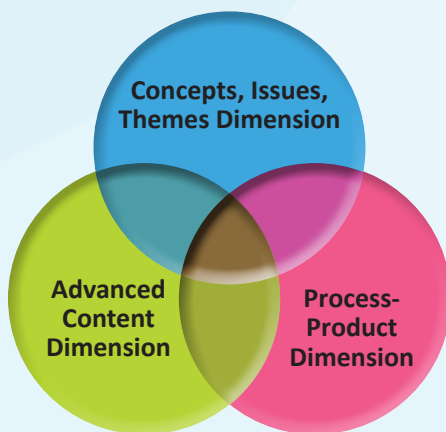 Concepts, Issues,
Themes Dimension
Advanced
Content
Dimension
Process-
Product
Dimension